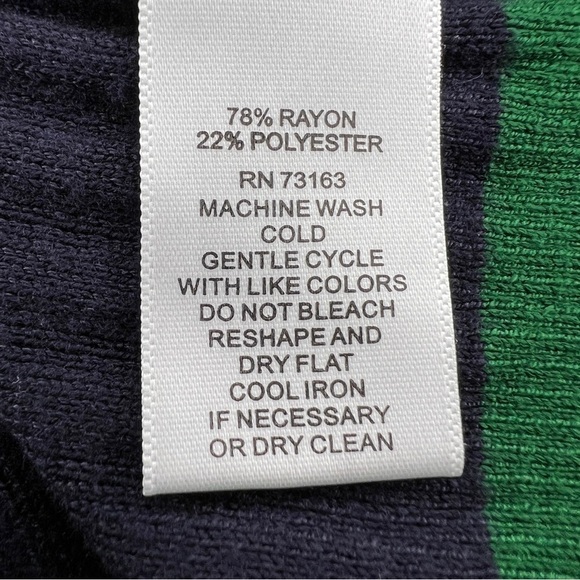 78% RAYON
22% POLYESTER
RN 73163
MACHINE WASH
COLD
GENTLE CYCLE
WITH LIKE COLORS
DO NOT BLEACH
RESHAPE AND
DRY FLAT
COOL IRON
IF NECESSARY
OR DRY CLEAN